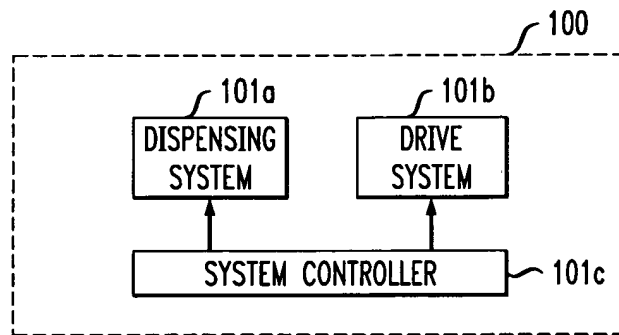 100
101a
101b
DISPENSING
SYSTEM
DRIVE
SYSTEM
SYSTEM CONTROLLER
101c